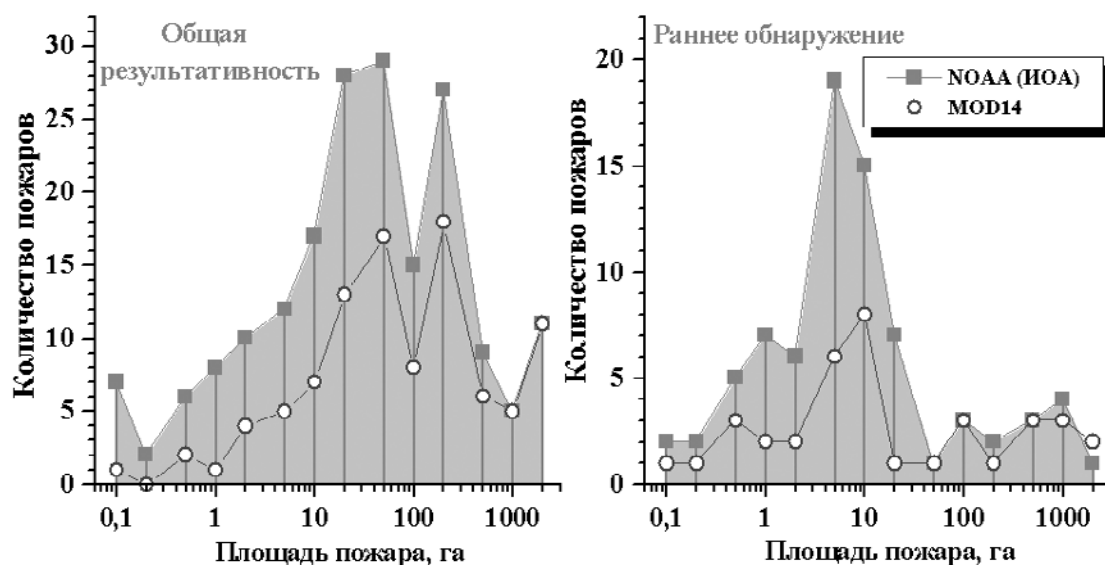 Общая
результативность
Количество пожаров
30
25
20
15
10
5
0
0,1
1
10
100
1000
Площадь пожара, га
Раннее обнаружение
NOAA (ИОА)
MOD14
Количество пожаров
20
15
10
5
0
0,1
1
10
100
1000
Площадь пожара, га